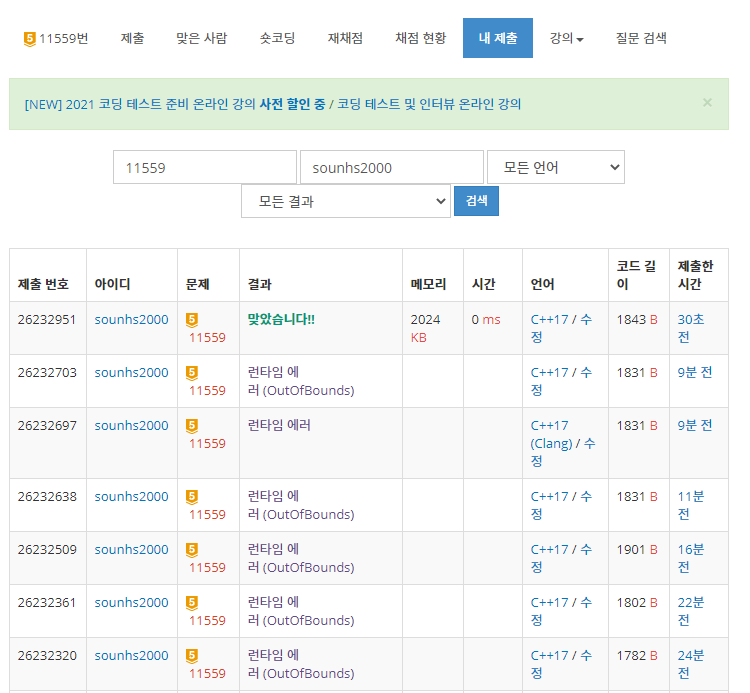 5 11559번 제출 맞은 사람 숏코딩 재채점 채점 현황 내 제출 강의 질문 검색
[NEW] 2021 코딩 테스트 준비 온라인 강의 사전 할인 중 / 코딩 테스트 및 인터뷰 온라인 강의 ×
11559 sounhs2000 모든 언어
모든 결과 검색
제출 번호 아이디 문제 결과 메모리 시간 언어 코드 길
이 제출한
시간
26232951 sounhs2000 5
11559 맞았습니다!! 2024
KB 0 ms C++17 / 수
정 1843 B 30초
전
26232703 sounhs2000 5
11559 런타임 에
러 (OutOfBounds) C++17 / 수
정 1831 B 9분 전
26232697 sounhs2000 5
11559 런타임 에러 C++17
(Clang) / 수
정 1831 B 9분 전
26232638 sounhs2000 5
11559 런타임 에
러 (OutOfBounds) C++17 / 수
정 1831 B 11분
전
26232509 sounhs2000 5
11559 런타임 에
러 (OutOfBounds) C++17 / 수
정 1901 B 16분
전
26232361 sounhs2000 5
11559 런타임 에
러 (OutOfBounds) C++17 / 수
정 1802 B 22분
전
26232320 sounhs2000 5
11559 런타임 에
러 (OutOfBounds) C++17 / 수
정 1782 B 24분
전